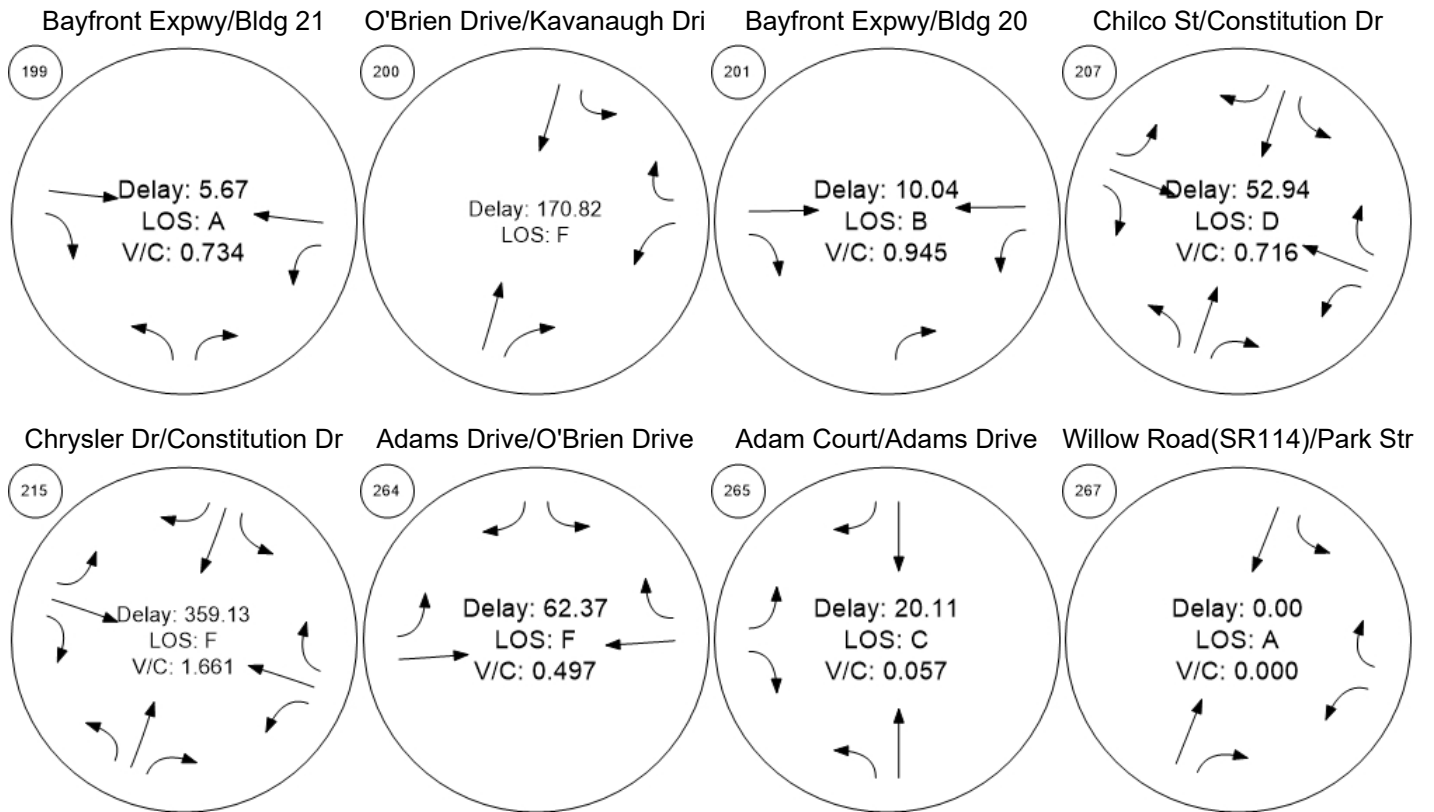 Bayfront Expwy/Bldg 21
199
Delay: 5.67
LOS: A
V/C: 0.734
O'Brien Drive/Kavanaugh Dri
200
Delay: 170.82
LOS: F
Bayfront Expwy/Bldg 20
201
Delay: 10.04
LOS: B
V/C: 0.945
Chilco St/Constitution Dr
207
Delay: 52.94
LOS: D
V/C: 0.716
Chrysler Dr/Constitution Dr
215
Delay: 359.13
LOS: F
V/C: 1.661
Adams Drive/O'Brien Drive
264
Delay: 62.37
LOS: F
V/C: 0.497
Adam Court/Adams Drive
265
Delay: 20.11
LOS: C
V/C: 0.057
Willow Road(SR114)/Park Str
267
Delay: 0.00
LOS: A
V/C: 0.000